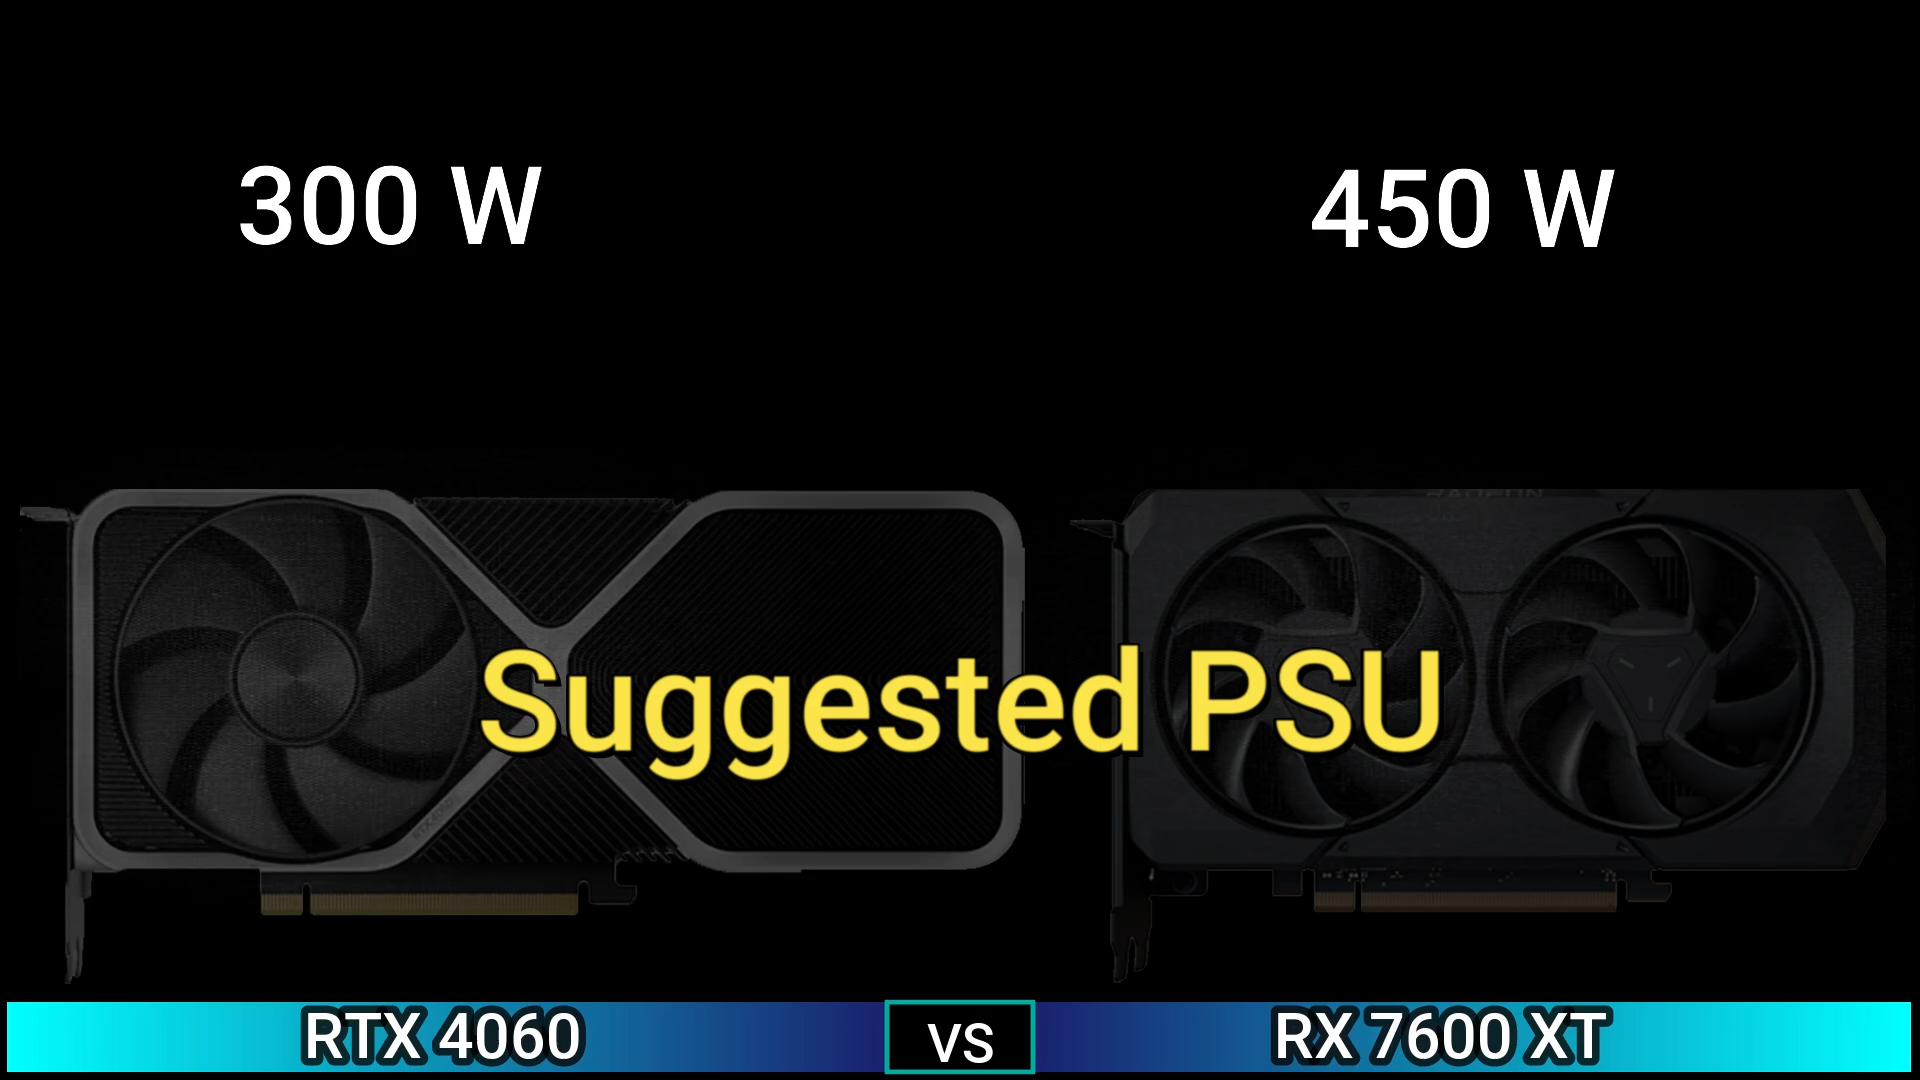 300 W
450 W
Suggested PSU
RTX 4060
VS
RX 7600 XT